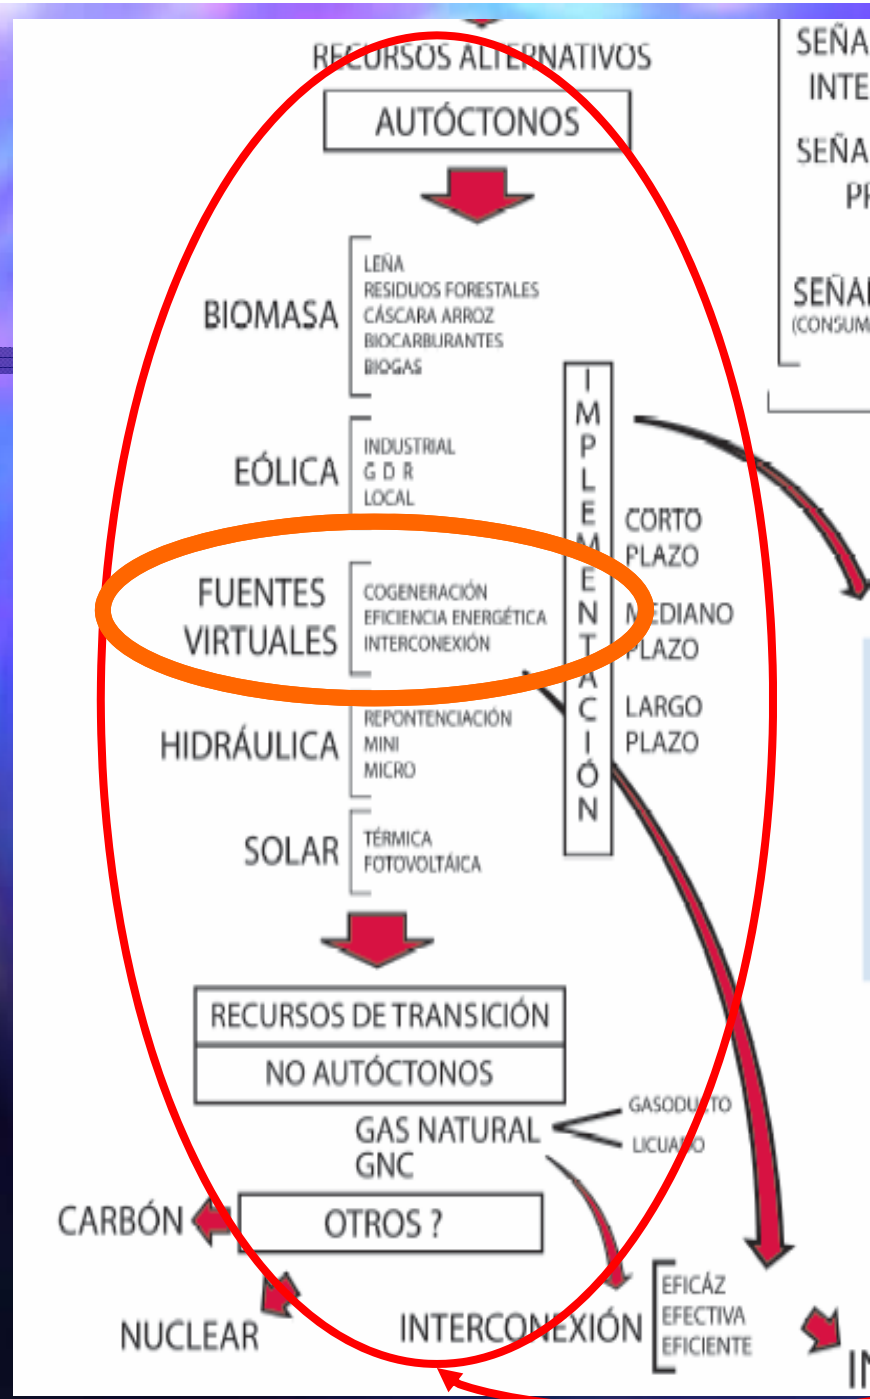 RECURSOS ALTERNATIVOS
AUTÓCTONOS
BIOMASA
LEÑA
RESIDUOS FORESTALES
CÁSCARA ARROZ
BIOCARBURANTES
BIOGAS
EÓLICA
INDUSTRIAL
G D R
LOCAL
FUENTES
VIRTUALES
COGENERACIÓN
EFICIENCIA ENERGÉTICA
INTERCONEXIÓN
HIDRÁULICA
REPONTENCIACIÓN
MINI
MICRO
SOLAR
TÉRMICA
FOTOVOLTÁICA
IMPLEMENTACIÓN
CORTO
PLAZO
MEDIANO
PLAZO
LARGO
PLAZO
RECURSOS DE TRANSICIÓN
NO AUTÓCTONOS
GAS NATURAL
GNC
GASODUCTO
LICUADO
OTROS ?
CARBÓN
NUCLEAR
INTERCONEXIÓN
EFICÁZ
EFECTIVA
EFICIENTE